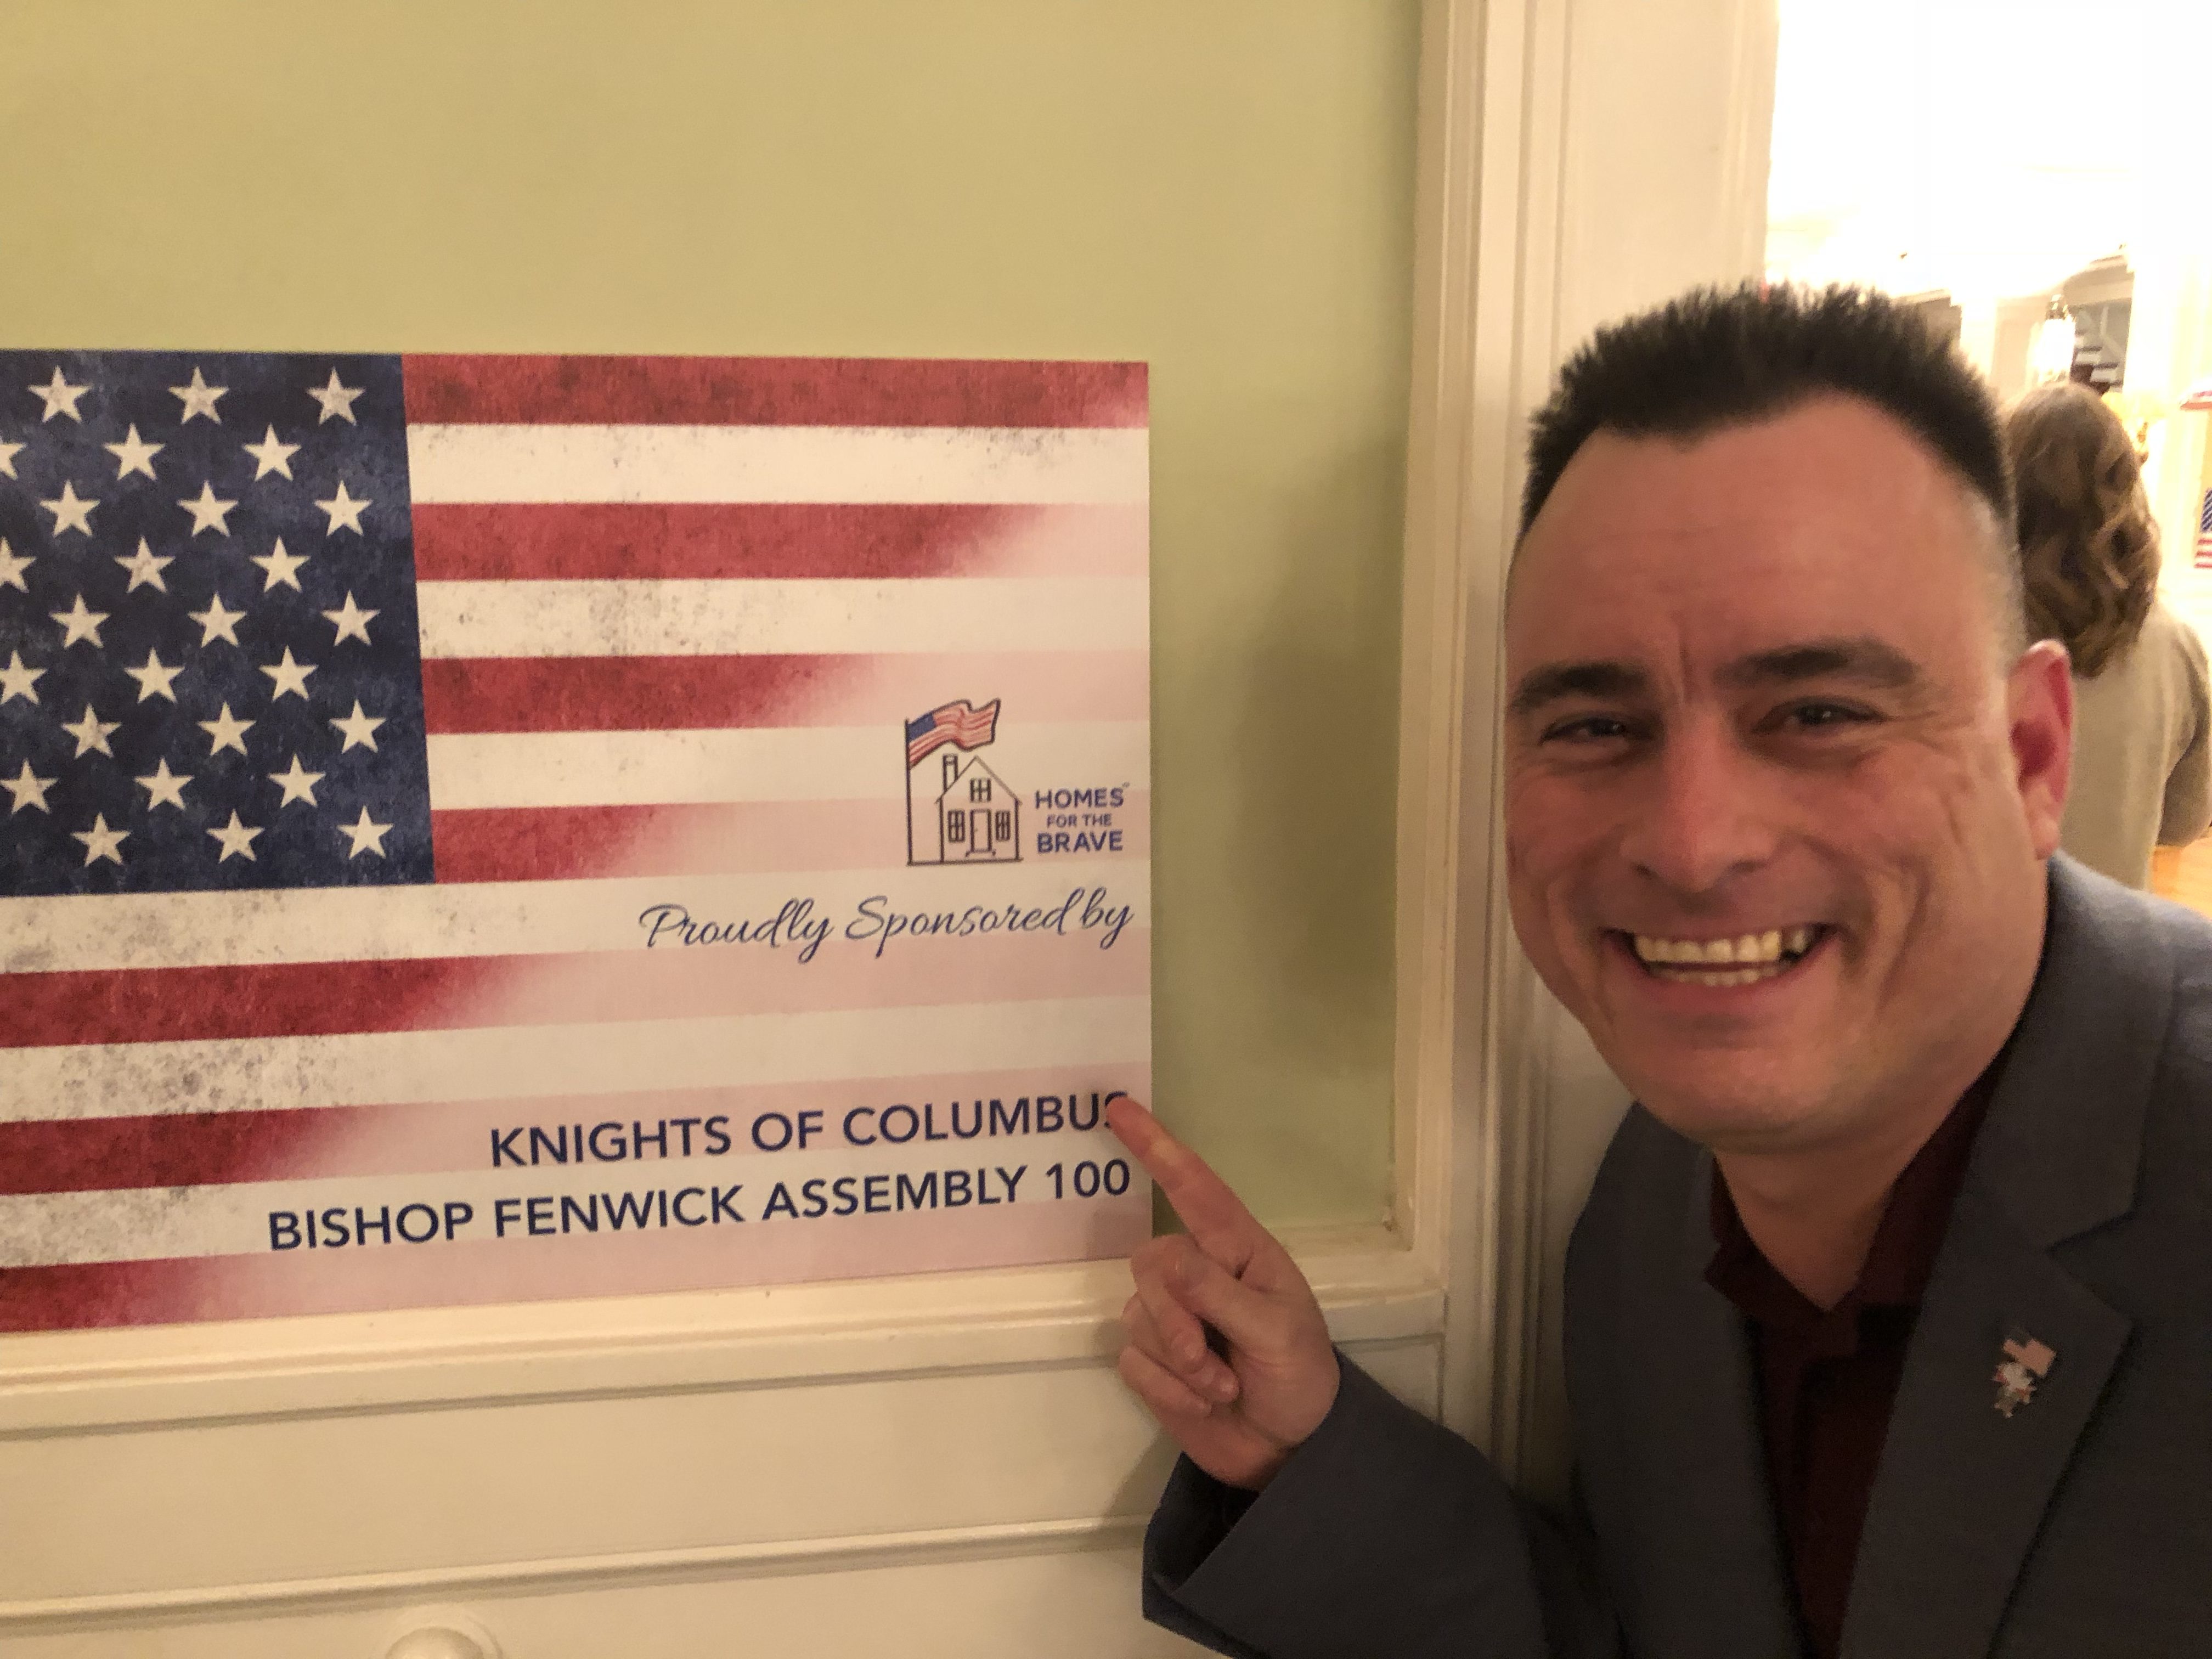 HOMES
FOR THE
BRAVE
Proudly Sponsored by
KNIGHTS OF COLUMBUS
BISHOP FENWICK ASSEMBLY 100